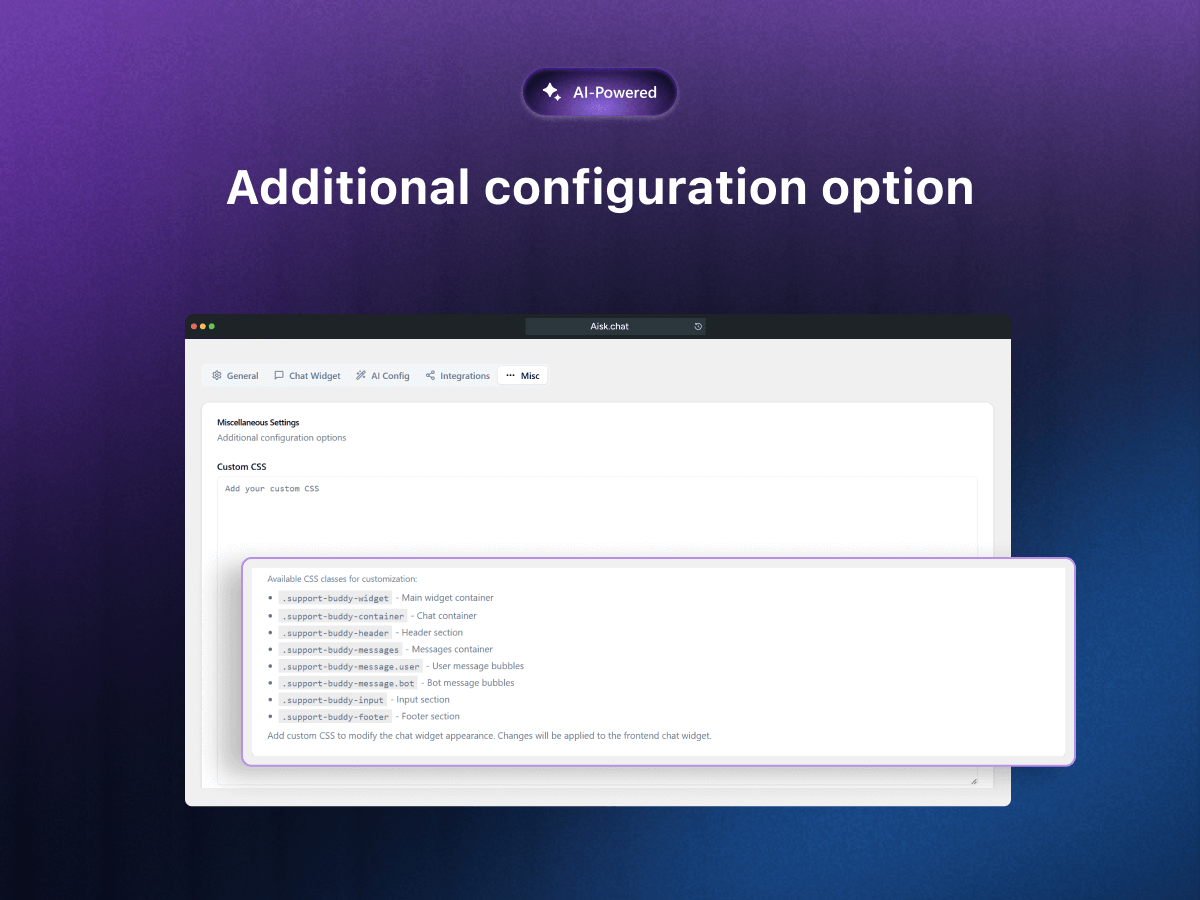 AI-Powered
Additional configuration option
Aisk.chat
General Chat Widget AI Config Integrations Misc
Miscellaneous Settings
Additional configuration options
Custom CSS
Add your custom CSS
Available CSS classes for customization:
.support-buddy-widget - Main widget container
.support-buddy-container - Chat container
.support-buddy-header - Header section
.support-buddy-messages - Messages container
.support-buddy-message.user - User message bubbles
.support-buddy-message.bot - Bot message bubbles
.support-buddy-input - Input section
.support-buddy-footer - Footer section
Add custom CSS to modify the chat widget appearance. Changes will be applied to the frontend chat widget.